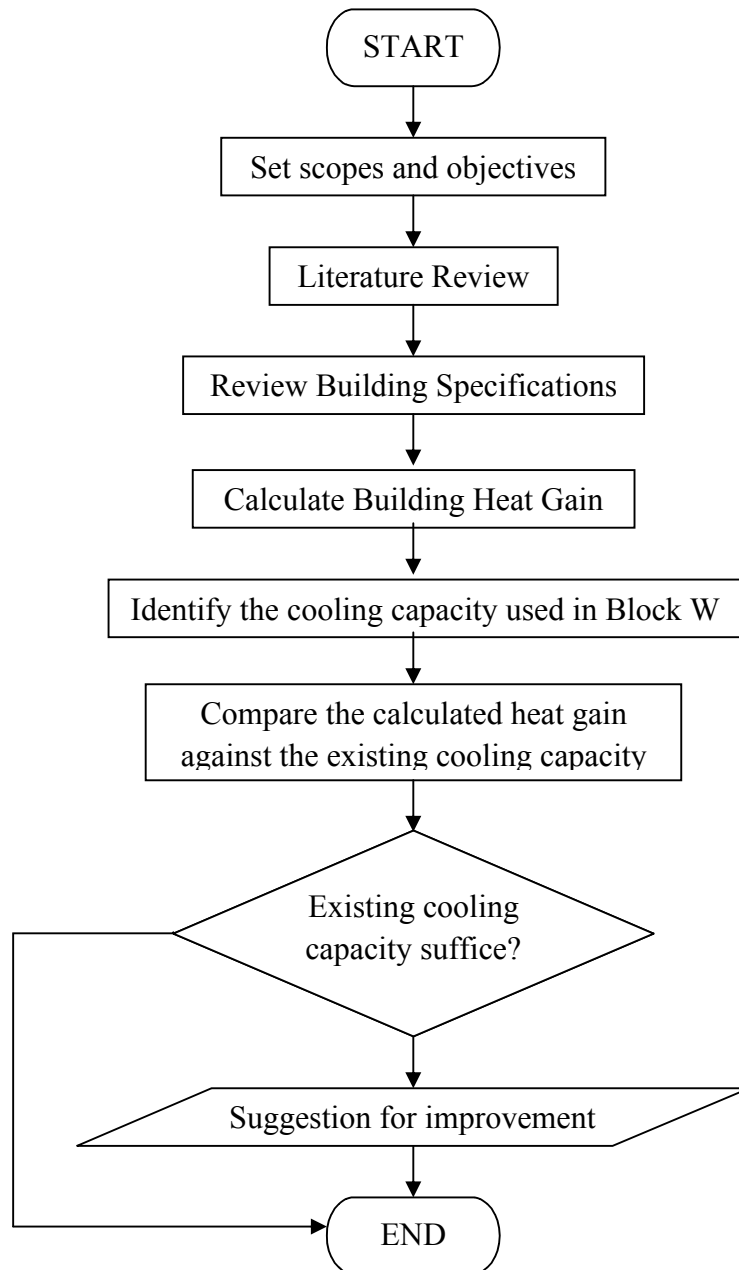 START
Set scopes and objectives
Literature Review
Review Building Specifications
Calculate Building Heat Gain
Identify the cooling capacity used in Block W
Compare the calculated heat gain
against the existing cooling capacity
Existing cooling
capacity suffice?
Suggestion for improvement
END